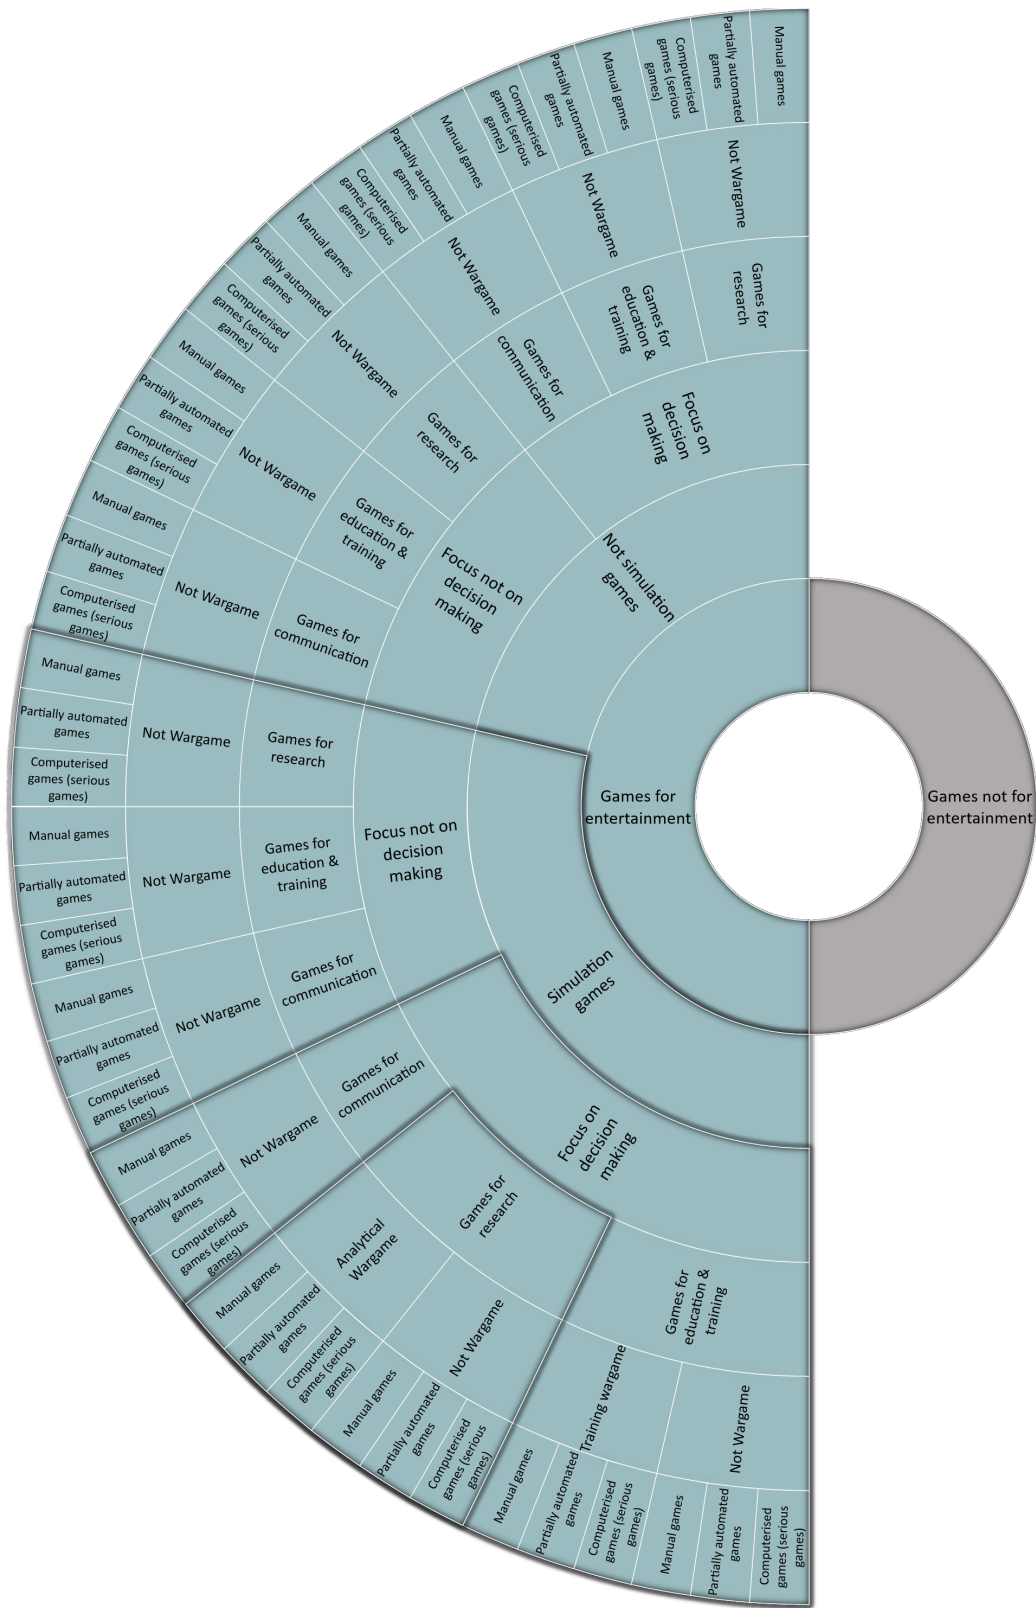 Manual games
Partially automated
games
Computerised
games (serious
games)
Manual games
Partially automated
games
Computerised
games (serious
games)
Manual games
Partially automated
games
Computerised
games (serious
games)
Manual games
Partially automated
games
Computerised
games (serious
games)
Manual games
Partially automated
games
Computerised
games (serious
games)
Manual games
Partially automated
games
Computerised
games (serious
games)
Manual games
Partially automated
games
Computerised
games (serious
games)
Manual games
Partially automated
games
Computerised
games (serious
games)
Manual games
Partially automated
games
Computerised
games (serious
games)
Manual games
Partially automated
games
Computerised
games (serious
games)
Manual games
Partially automated
games
Computerised
games (serious
games)
Manual games
Partially automated
games
Computerised
games (serious
games)
Manual games
Partially automated
games
Computerised
games (serious
games)
Manual games
Partially automated
games
Computerised
games (serious
games)
Not Wargame
Not Wargame
Not Wargame
Not Wargame
Not Wargame
Not Wargame
Not Wargame
Not Wargame
Not Wargame
Not Wargame
Analytical
Wargame
Not Wargame
Training wargame
Not Wargame
Games for
research
Games for
education &
training
Games for
communication
Games for
research
Games for
education &
training
Games for
communication
Games for
research
Games for
education &
training
Games for
communication
Games for
communication
Games for
research
Games for
education &
training
Focus on
decision
making
Focus not on
decision
making
Focus not on
decision
making
Focus on
decision
making
Not simulation
games
Simulation
games
Games for
entertainment
Games not for
entertainment